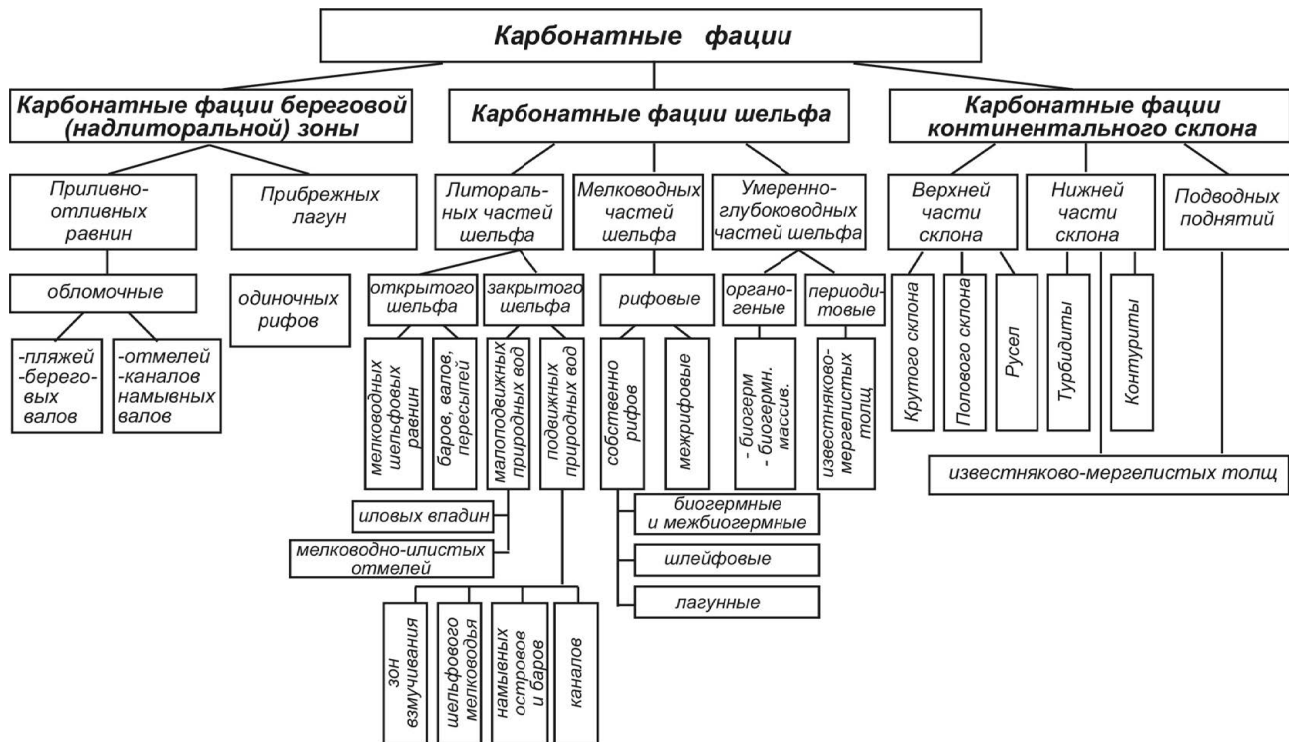 Карбонатные фации
Карбонатные фации береговой
(надлиторальной) зоны
Карбонатные фации шельфа
Карбонатные фации
континентального склона
Приливно-
отливных
равнин
Прибрежных
лагун
Литораль-
ных частей
шельфа
Мелководных
частей
шельфа
Умеренно-
глубоководных
частей шельфа
Верхней
части
склона
Нижней
части
склона
Подводных
поднятий
обломочные
одиночных
рифов
открытого
шельфа
закрытого
шельфа
рифовые
органо-
геные
периоди-
товые
-пляжей
-берего-
вых
валов
-отмелей
-каналов
намывных
валов
мелководных
шельфовых
равнин
баров, валов,
пересыпей
малоподвижных
природных вод
подвижных
природных вод
собственно
рифов
межрифовые
- биогерм
- биогермн.
массив.
известняково-
мергелистых
толщ
Крутого склона
Полового склона
Русел
Турбидиты
Контуриты
известняково-мергелистых толщ
иловых впадин
мелководно-илистых
отмелей
биогермные
и межбиогермные
шлейфовые
лагунные
зон
взмучивания
шельфового
мелководья
намывных
островов
и баров
каналов